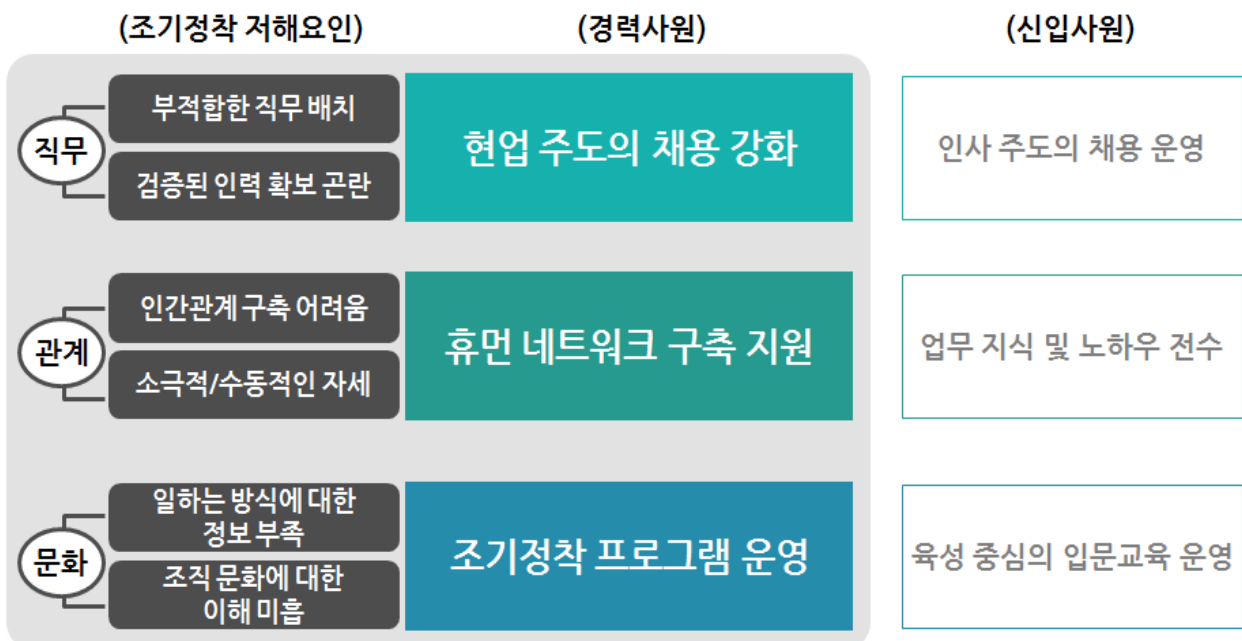 (조기정착 저해요인)
(경력사원)
(신입사원)
직무
부적합한 직무 배치
검증된 인력 확보 곤란
현업 주도의 채용 강화
인사 주도의 채용 운영
관계
인간관계 구축 어려움
소극적/수동적인 자세
휴먼 네트워크 구축 지원
업무 지식 및 노하우 전수
문화
일하는 방식에 대한
정보 부족
조직 문화에 대한
이해 미흡
조기정착 프로그램 운영
육성 중심의 입문교육 운영